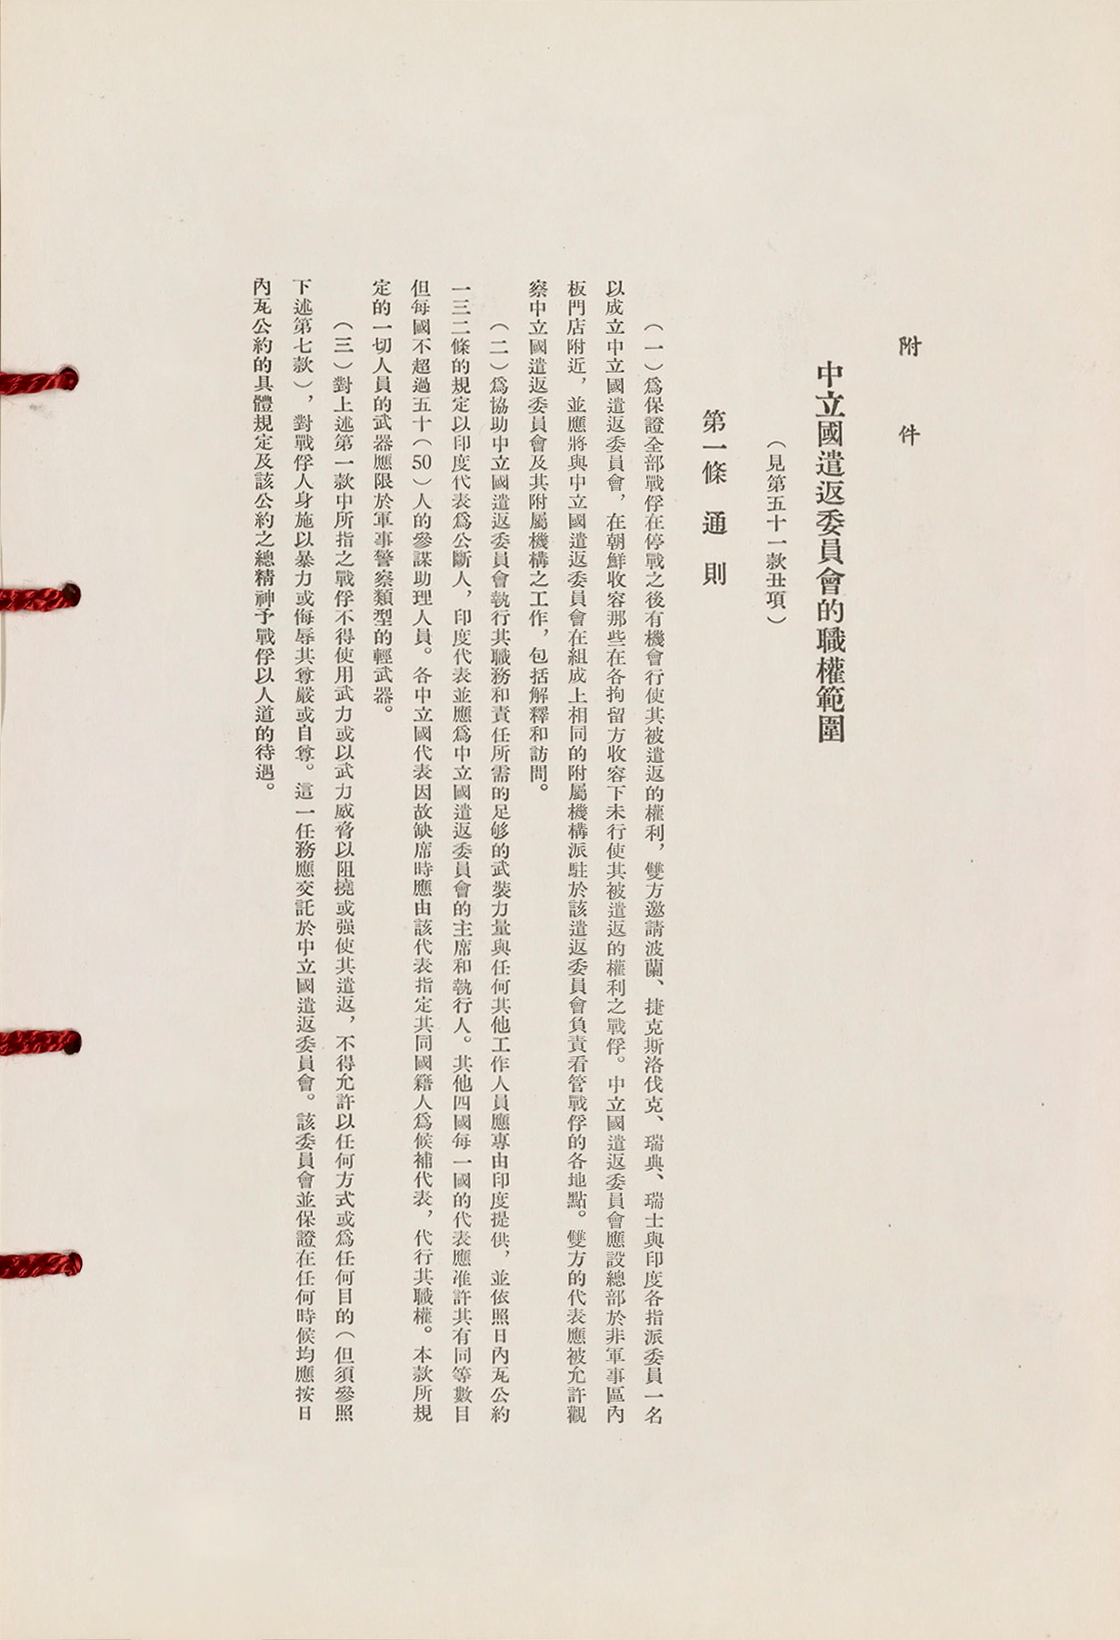 附件
中立國遣返委員會的職權範圍
（見第五十一款丑項）
第一條　通　則
（一）爲保證全部戰俘在停戰之後有機會行使其被遣返的權利，雙方邀請波蘭、捷克斯洛伐克、瑞典、瑞士與印度各指派委員一名
以成立中立國遣返委員會，在朝鮮收容那些在各拘留方收容下未行使其被遣返的權利之戰俘。中立國遣返委員會應設總部於非軍事區內
板門店附近，並應將與中立國遣返委員會在組成上相同的附屬機構派駐於該遣返委員會負責看管戰俘的各地點。雙方的代表應被允許觀
察中立國遣返委員會及其附屬機構之工作，包括解釋和訪問。
（二）爲協助中立國遣返委員會執行其職務和責任所需的足够的武裝力量與任何其他工作人員應專由印度提供，並依照日內瓦公約
一三二條的規定以印度代表爲公斷人，印度代表並應爲中立國遣返委員會的主席和執行人。其他四國每一國的代表應准許其有同等數目
但每國不超過五十（50）人的參謀助理人員。各中立國代表因故缺席時應由該代表指定其同國籍人爲候補代表，代行其職權。本款所規
定的一切人員的武器應限於軍事警察類型的輕武器。
（三）對上述第一款中所指之戰俘不得使用武力或以武力威脅以阻撓或强使其遣返，不得允許以任何方式或爲任何目的（但須參照
下述第七款），對戰俘人身施以暴力或侮辱其尊嚴或自尊。這一任務應交託於中立國遣返委員會。該委員會並保證在任何時候均應按日
內瓦公約的具體規定及該公約之總精神予戰俘以人道的待遇。